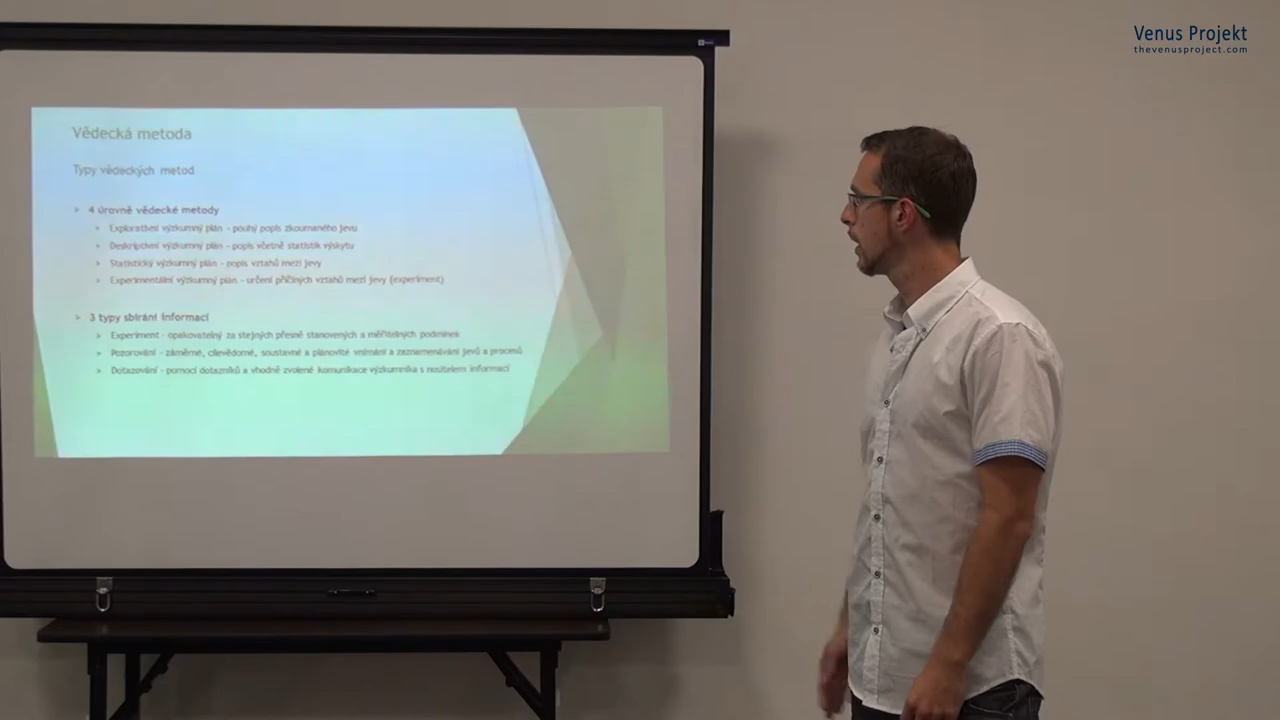 Venus Projekt
thevenusproject.com
Vědecká metoda
Typy vědeckých metod
4 úrovně vědecké metody
Explorativní výzkumný plán - pouhý popis zkoumaného jevu
Deskriptivní výzkumný plán - popis včetně statistik výskytu
Statistický výzkumný plán - popis vztahů mezi jevy
Experimentální výzkumný plán - určení příčiných vztahů mezi jevy (experiment)
3 typy sbírání informací
Experiment - opakovatelný za stejných přesně stanovených a měřitelných podmínek
Pozorování - záměrné, cílevědomé, soustavné a plánovité vnímání a zaznamenávání jevů a procesů
Dotazování - pomocí dotazníků a vhodně zvolené komunikace výzkumníka s nositelem informací